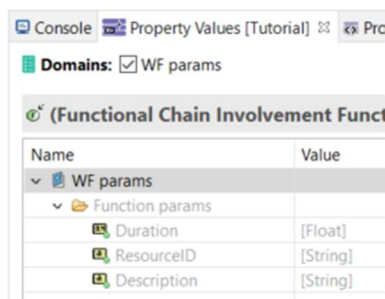 Console Property Values [Tutorial]
Domains: WF params
(Functional Chain Involvement
Name Value
WF params
Function params
Duration [Float]
ResourceID [String]
Description [String]